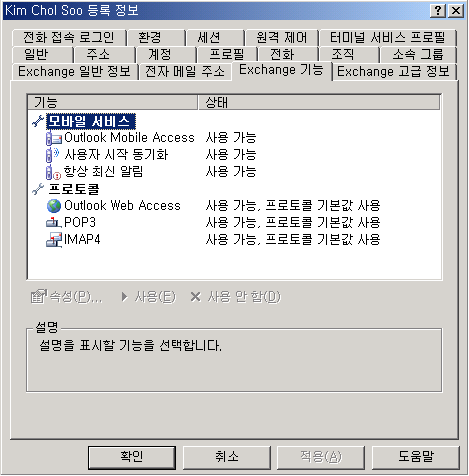 Kim Chol Soo 등록 정보
전화 접속 로그인 환경 세션 원격 제어 터미널 서비스 프로필
일반 주소 계정 프로필 전화 조직 소속 그룹
Exchange 일반 정보 전자 메일 주소 Exchange 기능 Exchange 고급 정보
기능 상태
모바일 서비스
Outlook Mobile Access 사용 가능
사용자 시작 동기화 사용 가능
항상 최신 알림 사용 가능
프로토콜
Outlook Web Access 사용 가능, 프로토콜 기본값 사용
POP3 사용 가능, 프로토콜 기본값 사용
IMAP4 사용 가능, 프로토콜 기본값 사용
속성(P)... 사용(E) 사용 안 함(D)
설명
설명을 표시할 기능을 선택합니다.
확인 취소 적용(A) 도움말